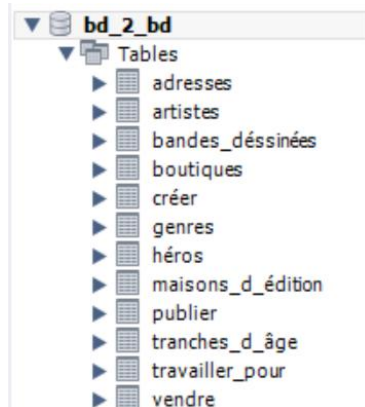 bd_2_bd
Tables
adresses
artistes
bandes_déssinées
boutiques
créer
genres
héros
maisons_d_édition
publier
tranches_d_âge
travailler_pour
vendre